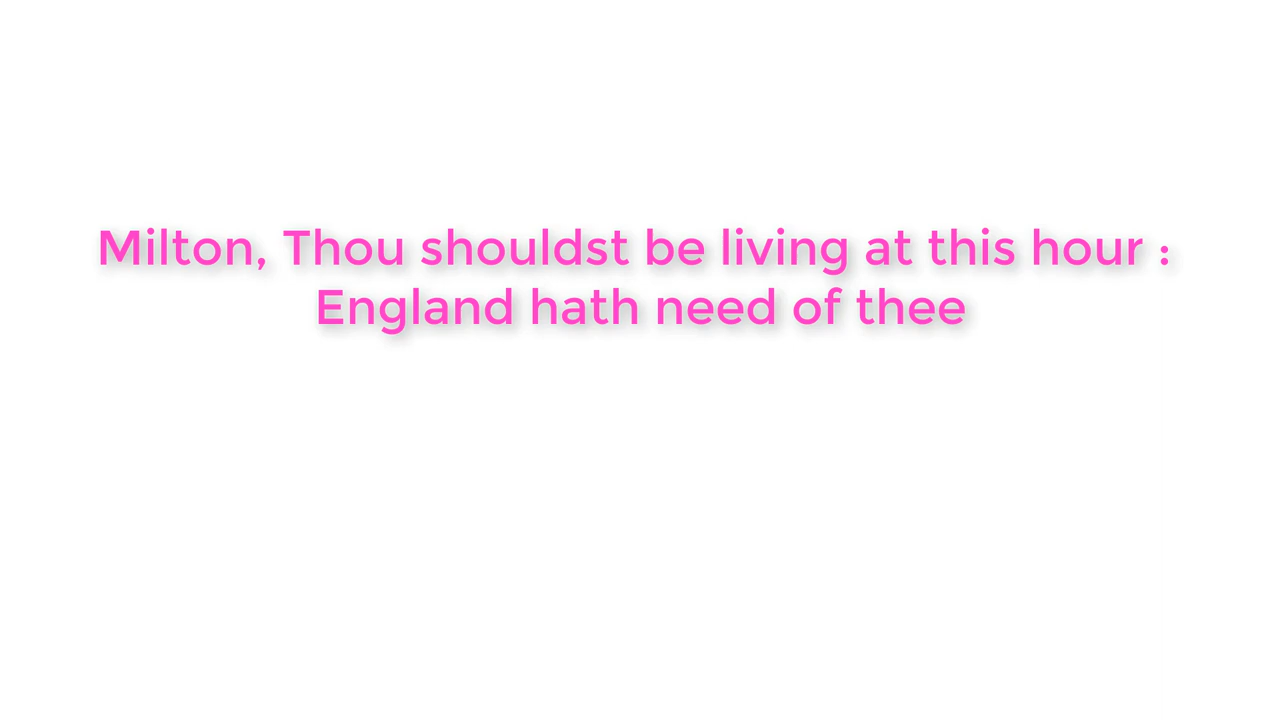 Milton, Thou shouldst be living at this hour :
England hath need of thee